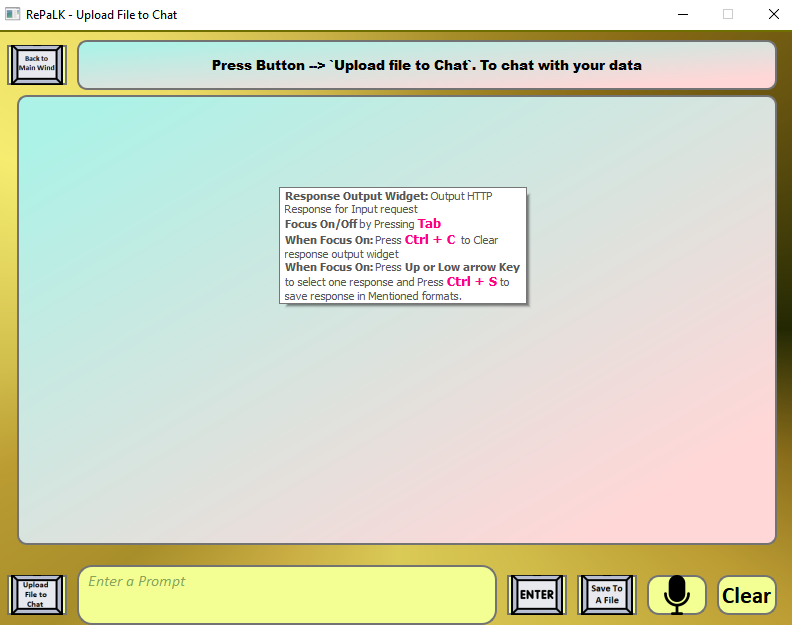 RePaLK - Upload File to Chat
Back to
Main Wind
Press Button --> `Upload file to Chat`. To chat with your data
Response Output Widget: Output HTTP
Response for Input request
Focus On/Off by Pressing Tab
When Focus On: Press Ctrl + C to Clear
response output widget
When Focus On: Press Up or Low arrow Key
to select one response and Press Ctrl + S to
save response in Mentioned formats.
Upload
File to
Chat
Enter a Prompt
ENTER
Save To
A File
Clear